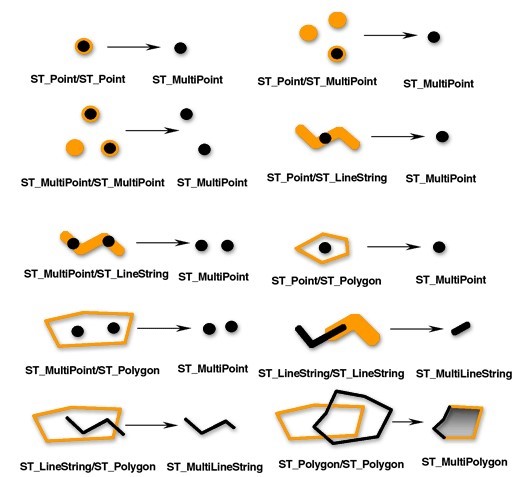 ST_Point/ST_Point ST_MultiPoint
ST_Point/ST_MultiPoint ST_MultiPoint
ST_MultiPoint/ST_MultiPoint ST_MultiPoint
ST_Point/ST_LineString ST_MultiPoint
ST_MultiPoint/ST_LineString ST_MultiPoint
ST_Point/ST_Polygon ST_MultiPoint
ST_MultiPoint/ST_Polygon ST_MultiPoint
ST_LineString/ST_LineString ST_MultiLineString
ST_LineString/ST_Polygon ST_MultiLineString
ST_Polygon/ST_Polygon ST_MultiPolygon